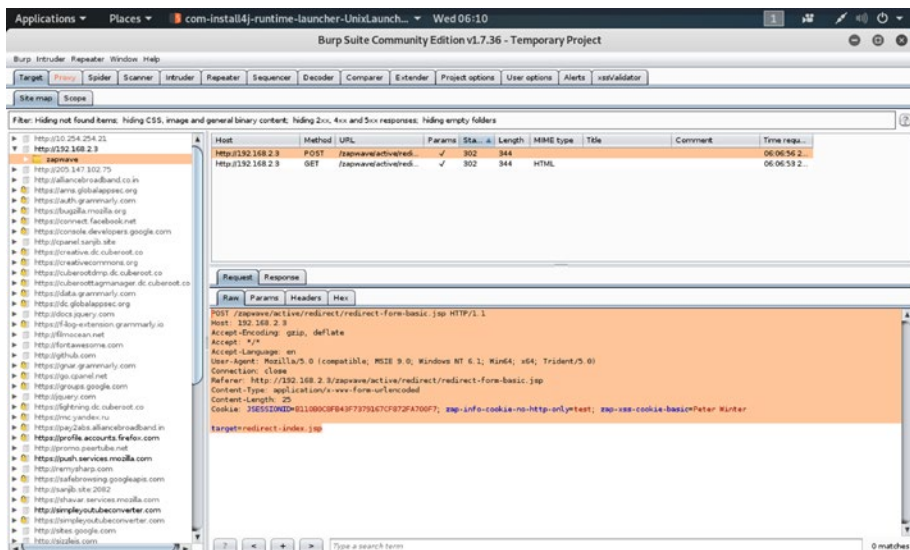 Applications Places com-install4j-runtime-launcher-UnixLaunch... Wed 06:10 1
Burp Suite Community Edition v1.7.36 - Temporary Project
Burp Intruder Repeater Window Help
Target Proxy Spider Scanner Intruder Repeater Sequencer Decoder Comparer Extender Project options User options Alerts xssValidator
Site map Scope
Filter: Hiding not found items; hiding CSS, image and general binary content; hiding 2xx, 4xx and 5xx responses; hiding empty folders
http://10.254.254.21
http://192.168.2.3
zapwave
http://205.147.102.75
http://alliancebroadband.co.in
https://ams.globalappsec.org
https://auth.grammarly.com
https://bugzilla.mozilla.org
https://connect.facebook.net
https://console.developers.google.com
http://cpanel.sanjib.site
https://creative.dc.cuberoot.co
https://creativecommons.org
https://cuberootdmp.dc.cuberoot.co
https://cuberoottagmanager.dc.cuberoot.co
https://data.grammarly.com
https://dc.globalappsec.org
http://docs.jquery.com
https://f-log-extension.grammarly.io
http://filmocean.net
http://fontawesome.com
http://github.com
https://gnar.grammarly.com
https://go.cpanel.net
https://groups.google.com
http://jquery.com
https://lightning.dc.cuberoot.co
https://mc.yandex.ru
https://pay2abs.alliancebroadband.in
https://profile.accounts.firefox.com
http://promo.peertube.net
https://push.services.mozilla.com
http://remysharp.com
https://safebrowsing.googleapis.com
http://sanjib.site:2082
https://shavar.services.mozilla.com
http://simpleyoutubeconverter.com
https://simpleyoutubeconverter.com
http://sites.google.com
http://sizzlejs.com
Host Method URL Params Sta... Length MIME type Title Comment Time requ...
http://192.168.2.3 POST /zapwave/active/redi... ✓ 302 344 06:06:56 2...
http://192.168.2.3 GET /zapwave/active/redi... ✓ 302 344 HTML 06:06:53 2...
Request Response
Raw Params Headers Hex
POST /zapwave/active/redirect/redirect-form-basic.jsp HTTP/1.1
Host: 192.168.2.3
Accept-Encoding: gzip, deflate
Accept: */*
Accept-Language: en
User-Agent: Mozilla/5.0 (compatible; MSIE 9.0; Windows NT 6.1; Win64; x64; Trident/5.0)
Connection: close
Referer: http://192.168.2.3/zapwave/active/redirect/redirect-form-basic.jsp
Content-Type: application/x-www-form-urlencoded
Content-Length: 25
Cookie: zap-info-cookie-no-http-only=test; zap-xss-cookie-basic=Peter Winter
target=redirect-index.jsp
? < + > Type a search term 0 matches